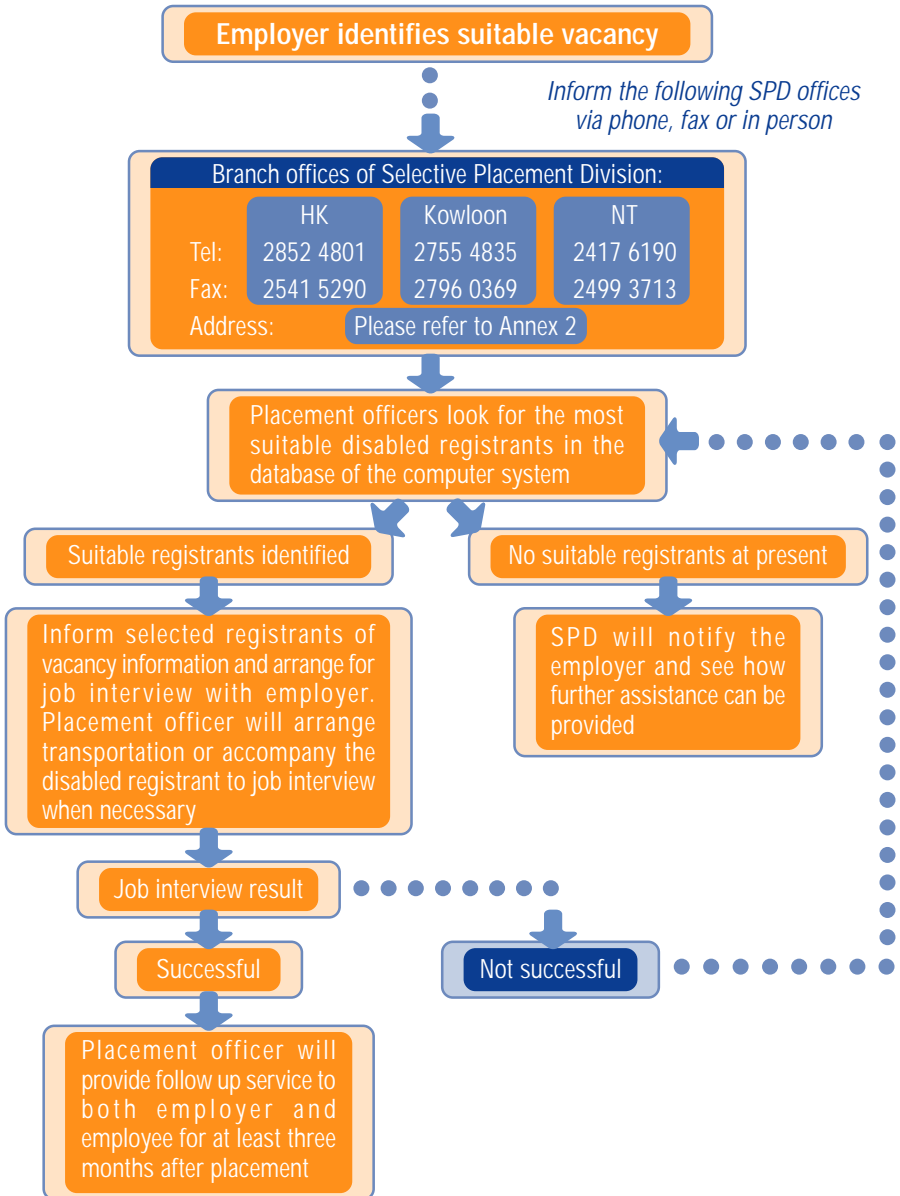 Employer identifies suitable vacancy
Inform the following SPD offices
via phone, fax or in person
Branch offices of Selective Placement Division:
HK Kowloon NT
Tel: 2852 4801 2755 4835 2417 6190
Fax: 2541 5290 2796 0369 2499 3713
Address: Please refer to Annex 2
Placement officers look for the most
suitable disabled registrants in the
database of the computer system
Suitable registrants identified
No suitable registrants at present
Inform selected registrants of
vacancy information and arrange for
job interview with employer.
Placement officer will arrange
transportation or accompany the
disabled registrant to job interview
when necessary
SPD will notify the
employer and see how
further assistance can be
provided
Job interview result
Successful
Not successful
Placement officer will
provide follow up service to
both employer and
employee for at least three
months after placement